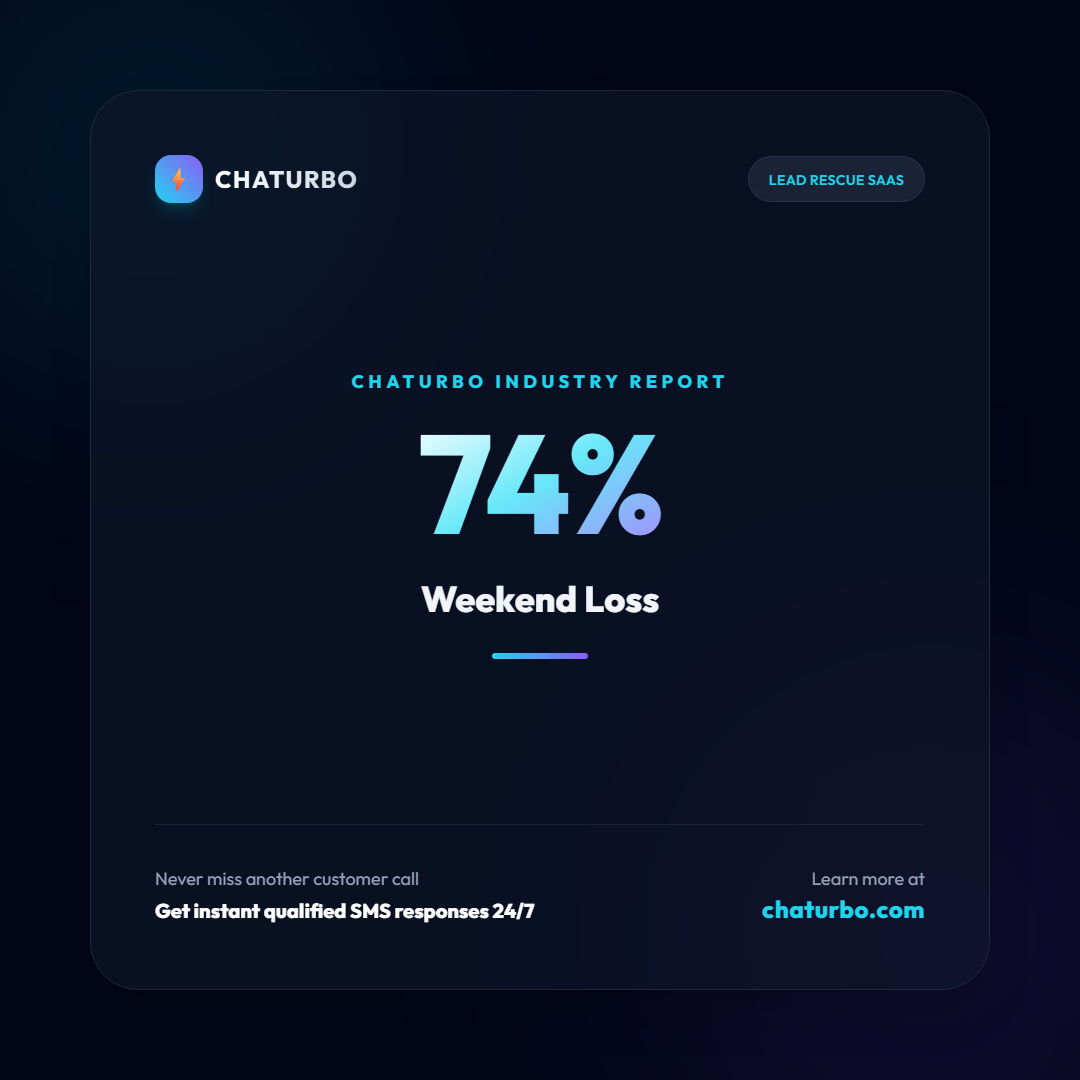 CHATURBO
LEAD RESCUE SAAS
CHATURBO INDUSTRY REPORT
74%
Weekend Loss
Never miss another customer call
Get instant qualified SMS responses 24/7
Learn more at
chaturbo.com